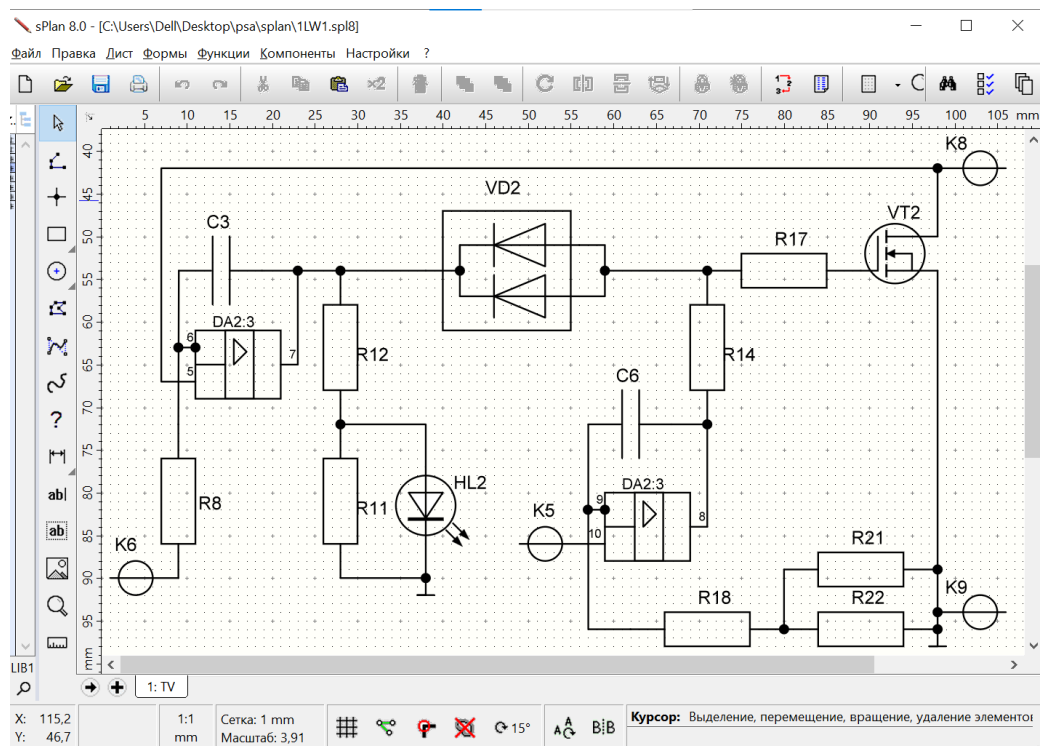 sPlan 8.0 - [C:\Users\Dell\Desktop\psa\splan\1LW1.spl8]
Файл Правка Лист Формы Функции Компоненты Настройки ?
×2
5 10 15 20 25 30 35 40 45 50 55 60 65 70 75 80 85 90 95 100 105 mm
40
45
50
55
60
65
70
75
80
85
90
95
mm
K8
VD2
C3
VT2
R17
DA2:3
6
5
7
R12
R14
C6
HL2
DA2:3
9
10
8
R8
R11
K5
K6
R21
K9
R18
R22
ab|
ab
LIB1
1: TV
X: 115,2
Y: 46,7
1:1
mm
Сетка: 1 mm
Масштаб: 3,91
15°
Курсор: Выделение, перемещение, вращение, удаление элементов